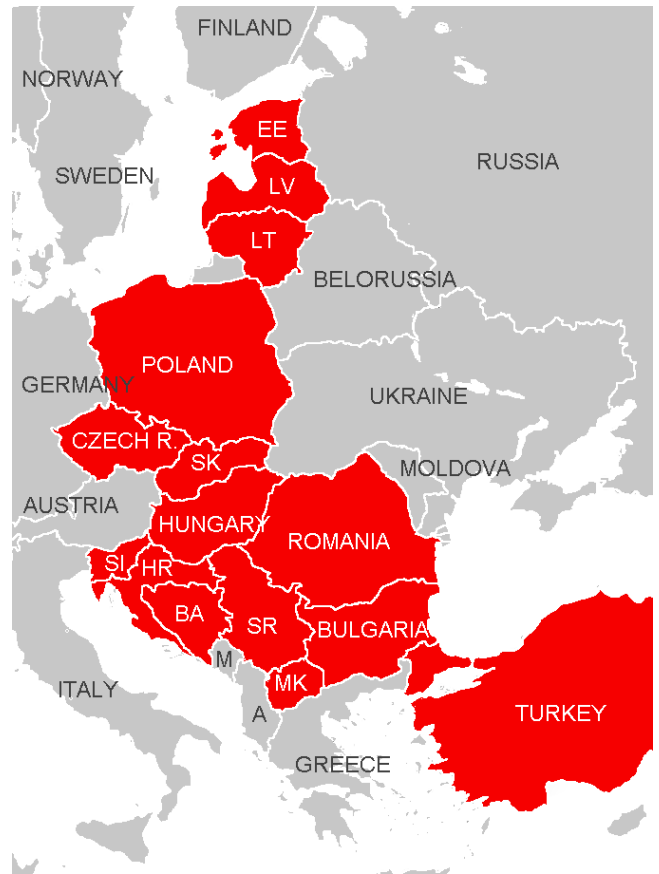 FINLAND
NORWAY
EE
RUSSIA
SWEDEN
LV
LT
BELORUSSIA
POLAND
GERMANY
UKRAINE
CZECH R.
SK
MOLDOVA
AUSTRIA
HUNGARY
ROMANIA
SI
HR
BA
SR
BULGARIA
M
MK
ITALY
A
TURKEY
GREECE